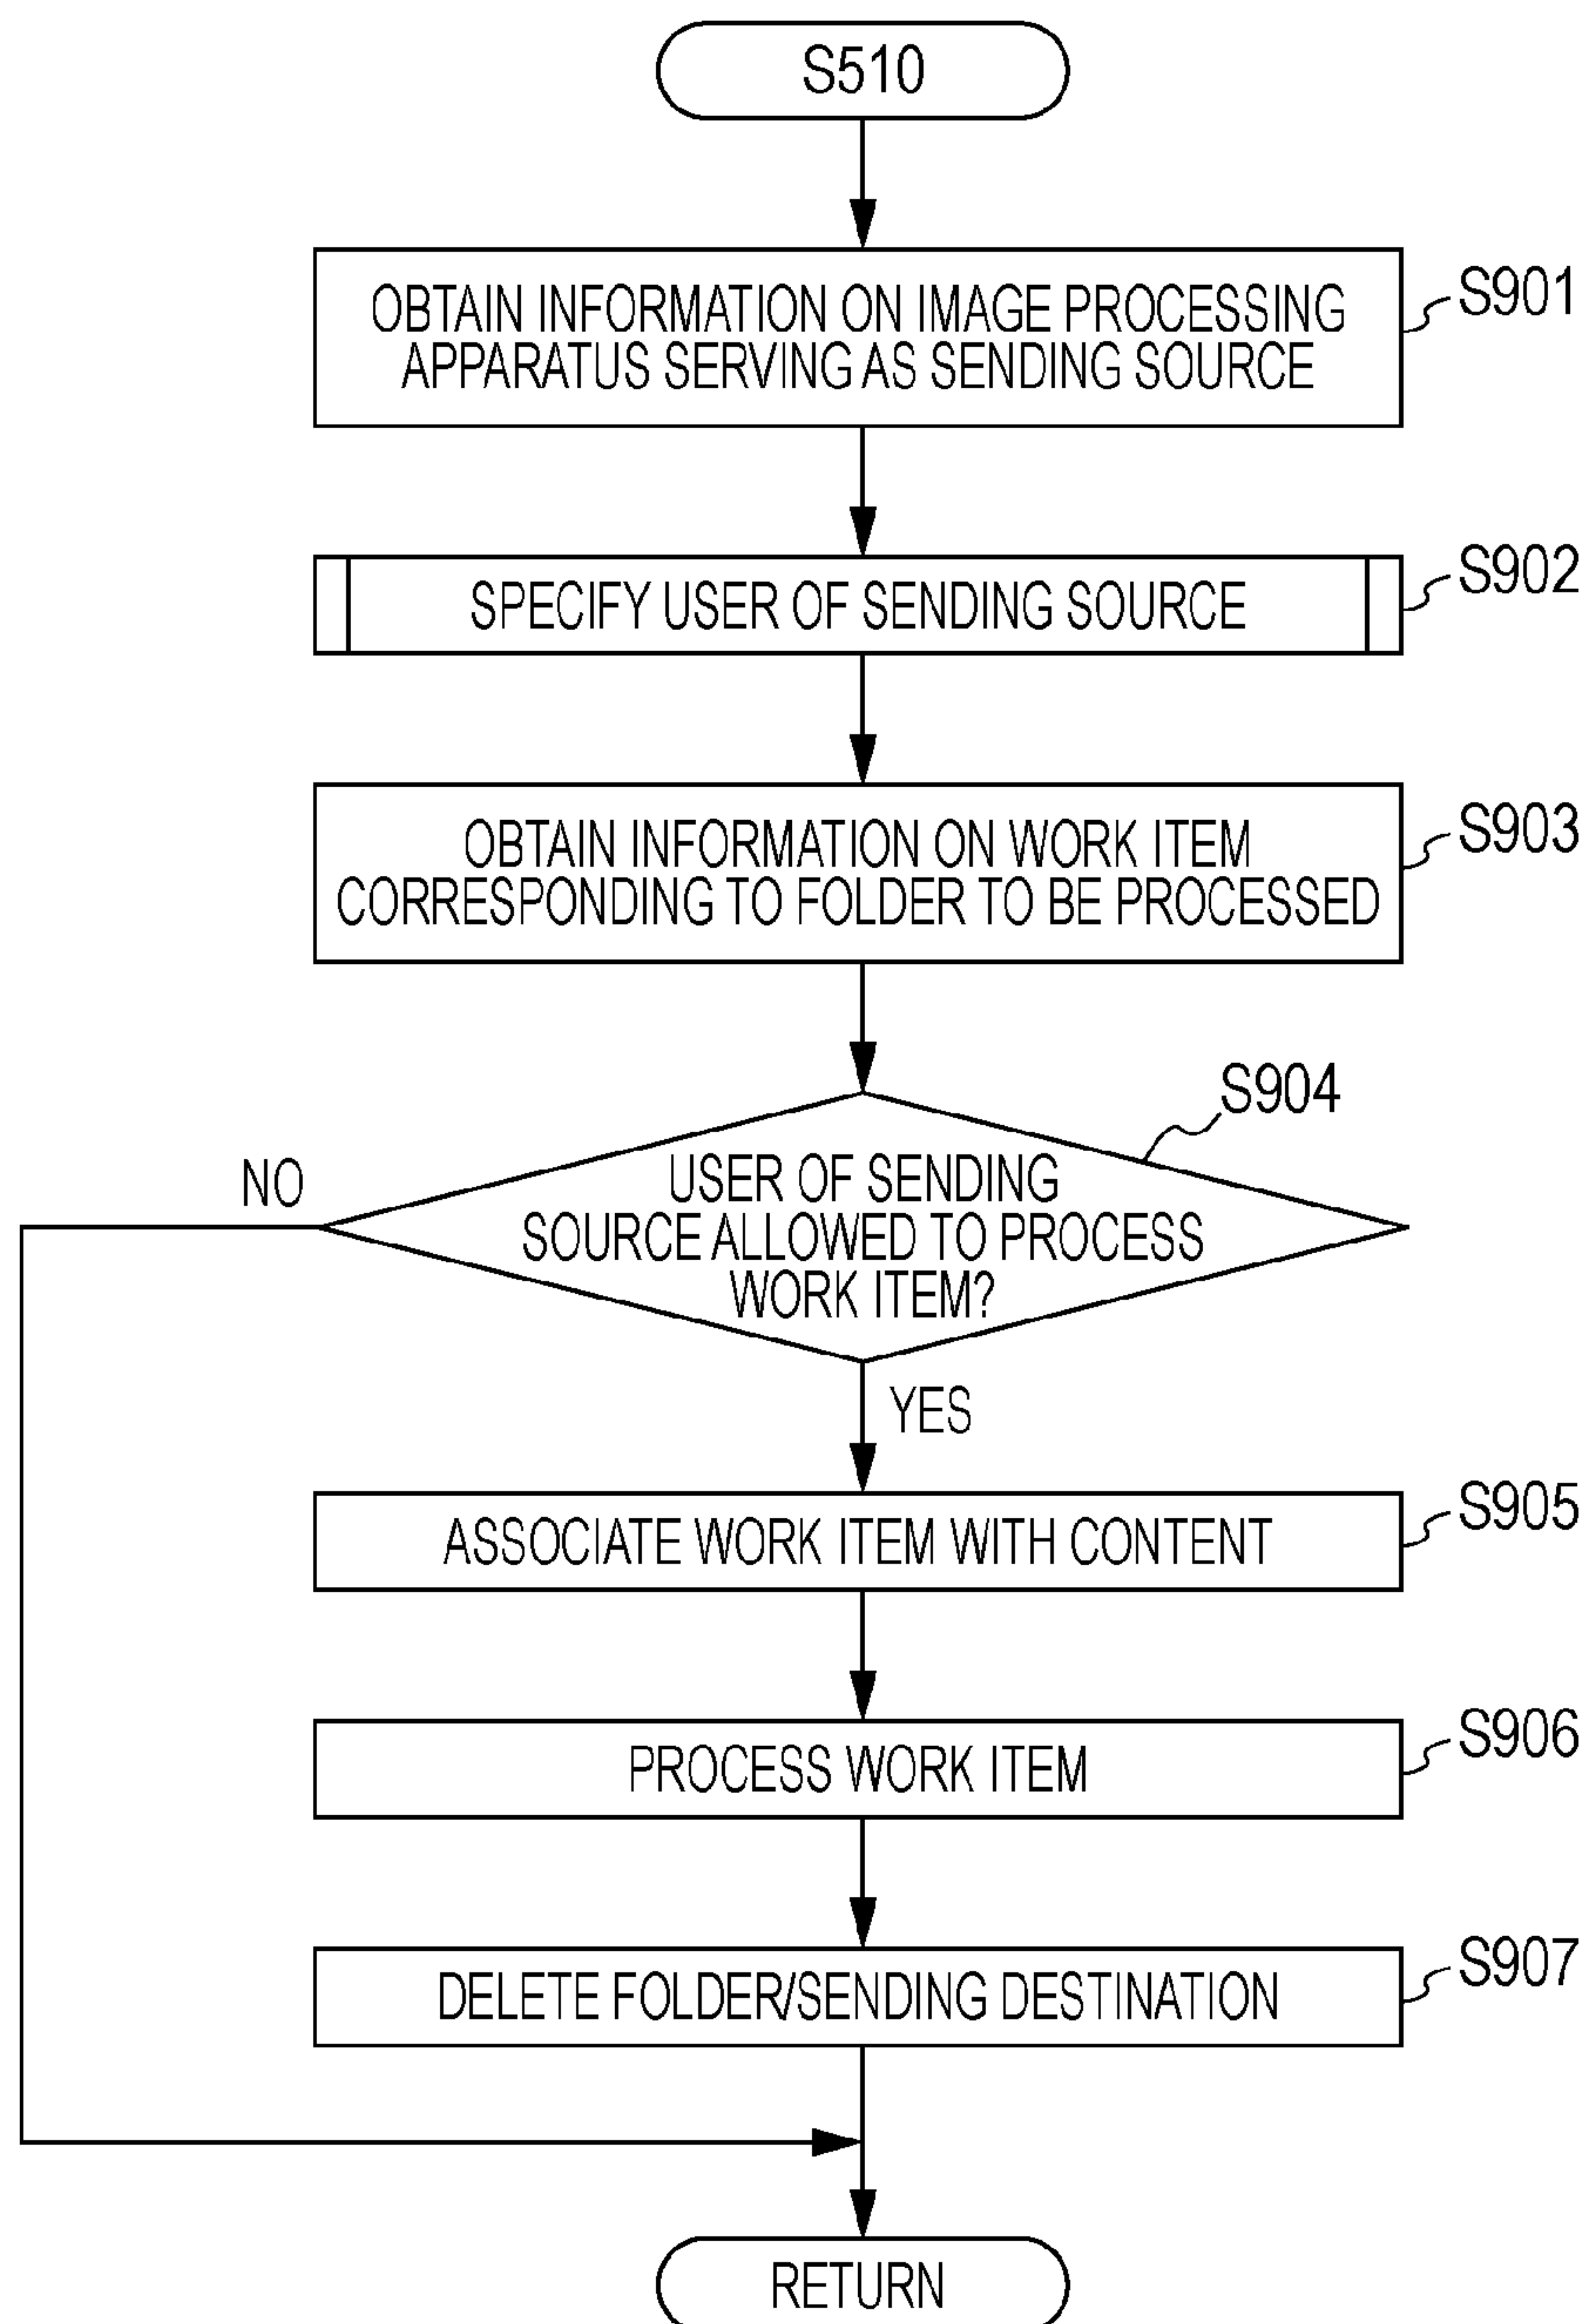 S510
OBTAIN INFORMATION ON IMAGE PROCESSING
APPARATUS SERVING AS SENDING SOURCE
S901
SPECIFY USER OF SENDING SOURCE
S902
OBTAIN INFORMATION ON WORK ITEM
CORRESPONDING TO FOLDER TO BE PROCESSED
S903
S904
NO
USER OF SENDING
SOURCE ALLOWED TO PROCESS
WORK ITEM?
YES
ASSOCIATE WORK ITEM WITH CONTENT
S905
PROCESS WORK ITEM
S906
DELETE FOLDER/SENDING DESTINATION
S907
RETURN